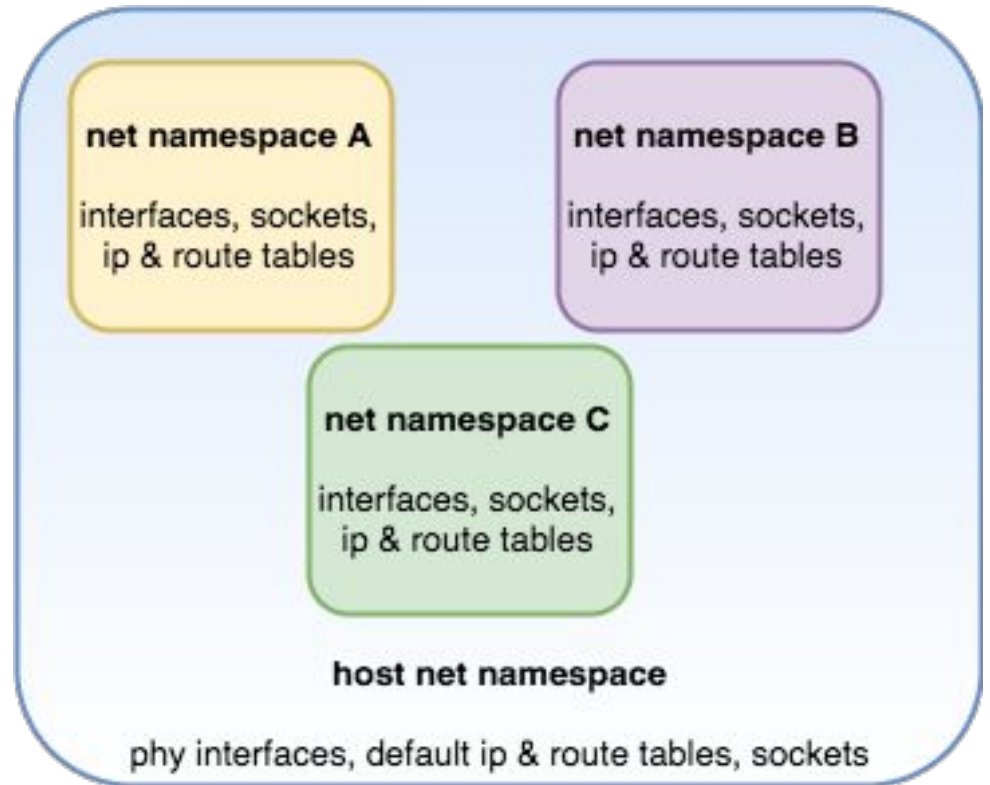 net namespace A
interfaces, sockets,
ip & route tables
net namespace B
interfaces, sockets,
ip & route tables
net namespace C
interfaces, sockets,
ip & route tables
host net namespace
phy interfaces, default ip & route tables, sockets